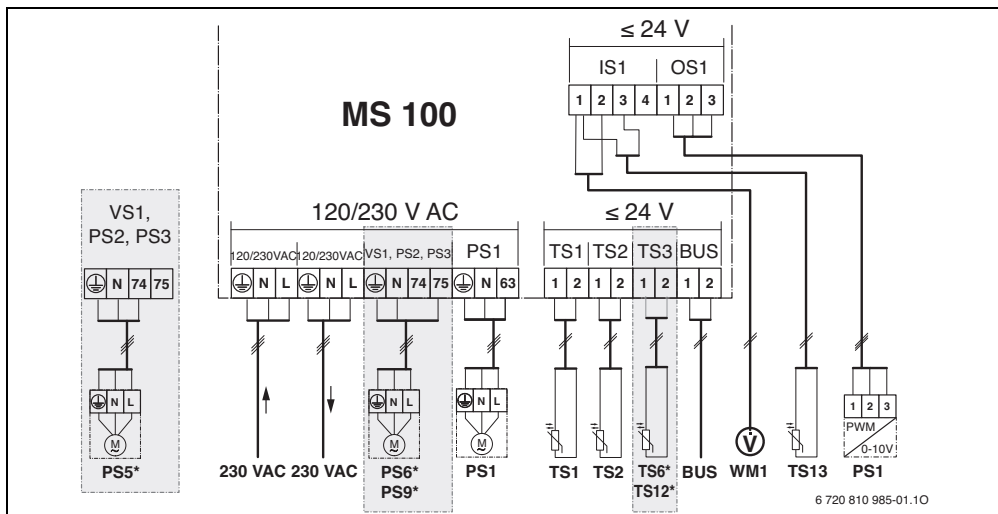 ≤ 24 V
IS1 OS1
1 2 3 4 1 2 3
MS 100
VS1,
PS2, PS3
N 74 75
120/230 V AC
≤ 24 V
120/230VAC 120/230VAC VS1, PS2, PS3 PS1
TS1 TS2 TS3 BUS
N L N L N 74 75 N 63
1 2 1 2 1 2 1 2
N L
M
~
N L
M
~
N L
M
~
1 2 3
PWM
0-10V
V
PS5*
230 VAC 230 VAC PS6* PS1 TS1 TS2 TS6* BUS WM1 TS13 PS1
PS9* TS12*
6 720 810 985-01.1O